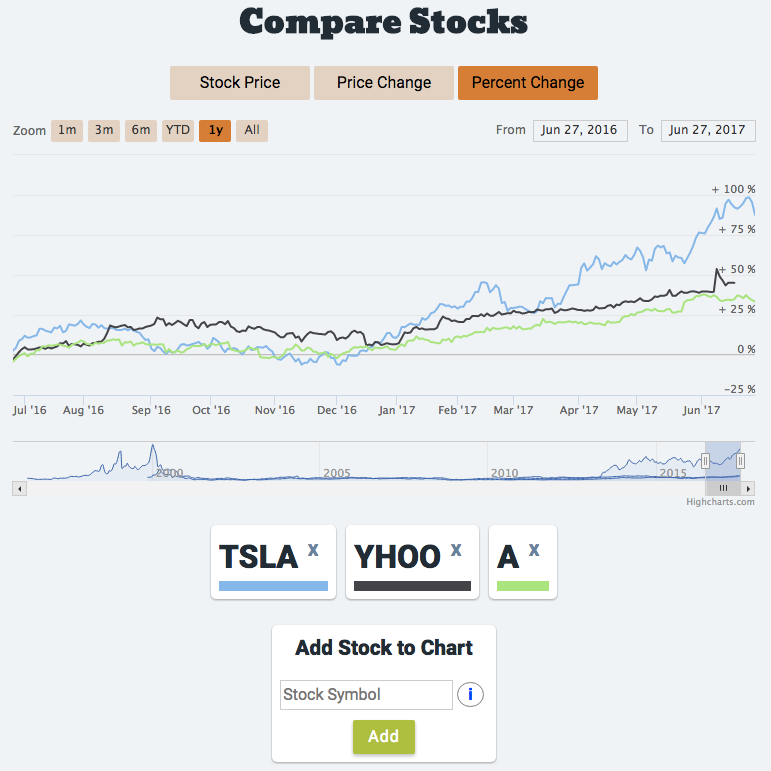 Compare Stocks
Stock Price Price Change Percent Change
Zoom 1m 3m 6m YTD 1y All From Jun 27, 2016 To Jun 27, 2017
+ 100 %
+ 75 %
+ 50 %
+ 25 %
0 %
-25 %
Jul '16 Aug '16 Sep '16 Oct '16 Nov '16 Dec '16 Jan '17 Feb '17 Mar '17 Apr '17 May '17 Jun '17
2000 2005 2010 2015
Highcharts.com
TSLA x YHOO x A x
Add Stock to Chart
Stock Symbol i
Add